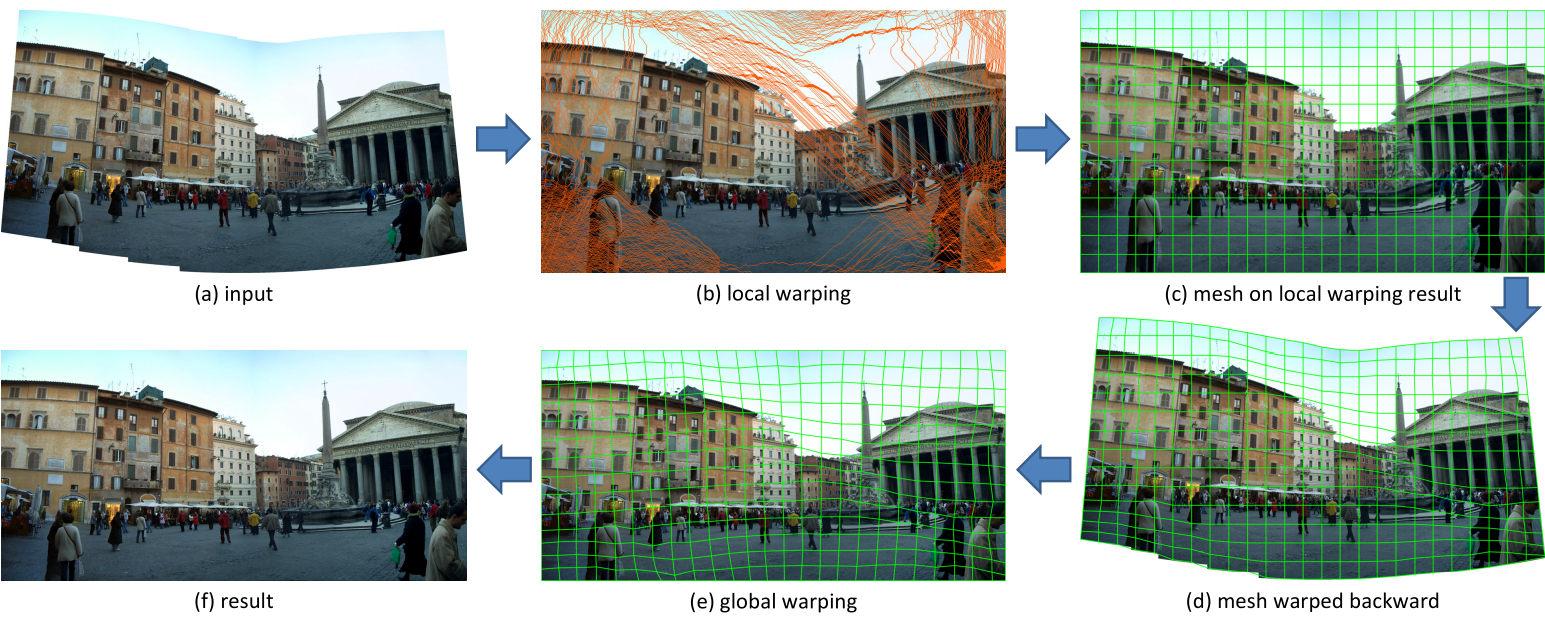 (a) input
(b) local warping
(c) mesh on local warping result
(f) result
(e) global warping
(d) mesh warped backward